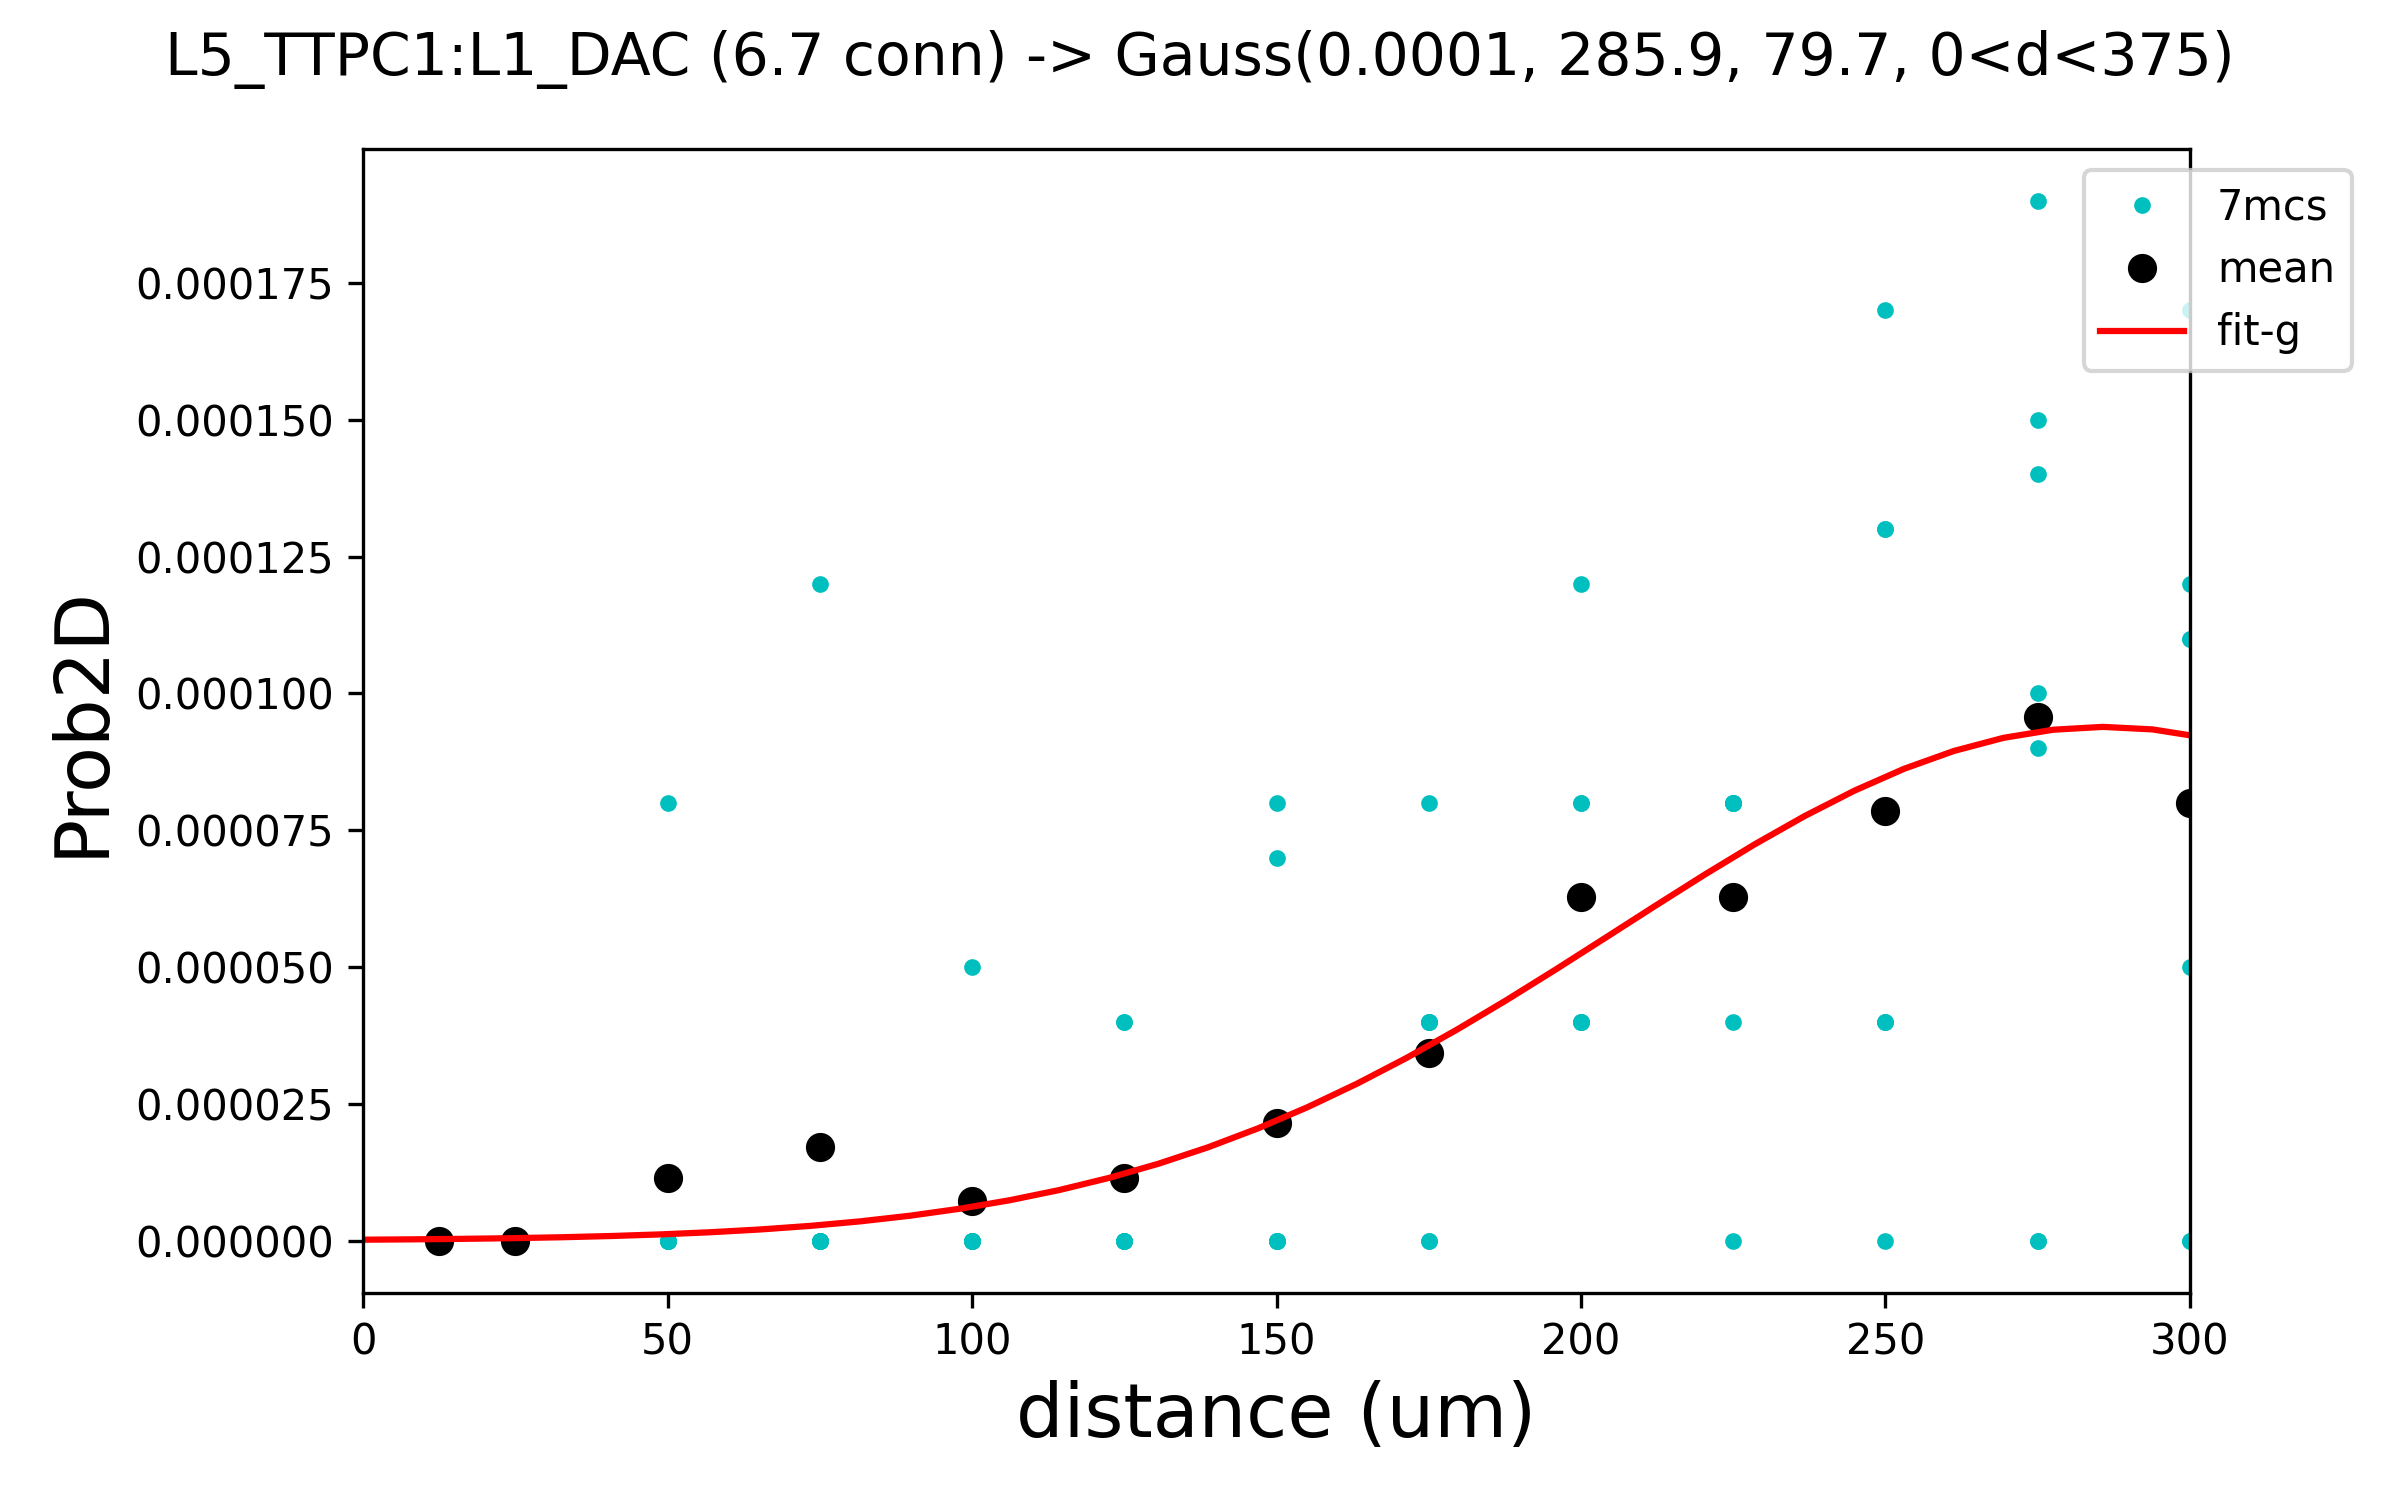 L5_TTPC1:L1_DAC (6.7 conn) -> Gauss(0.0001, 285.9, 79.7, 0<d<375)
7mcs
mean
fit-g
Prob2D
0.000175
0.000150
0.000125
0.000100
0.000075
0.000050
0.000025
0.000000
0 50 100 150 200 250 300
distance (um)